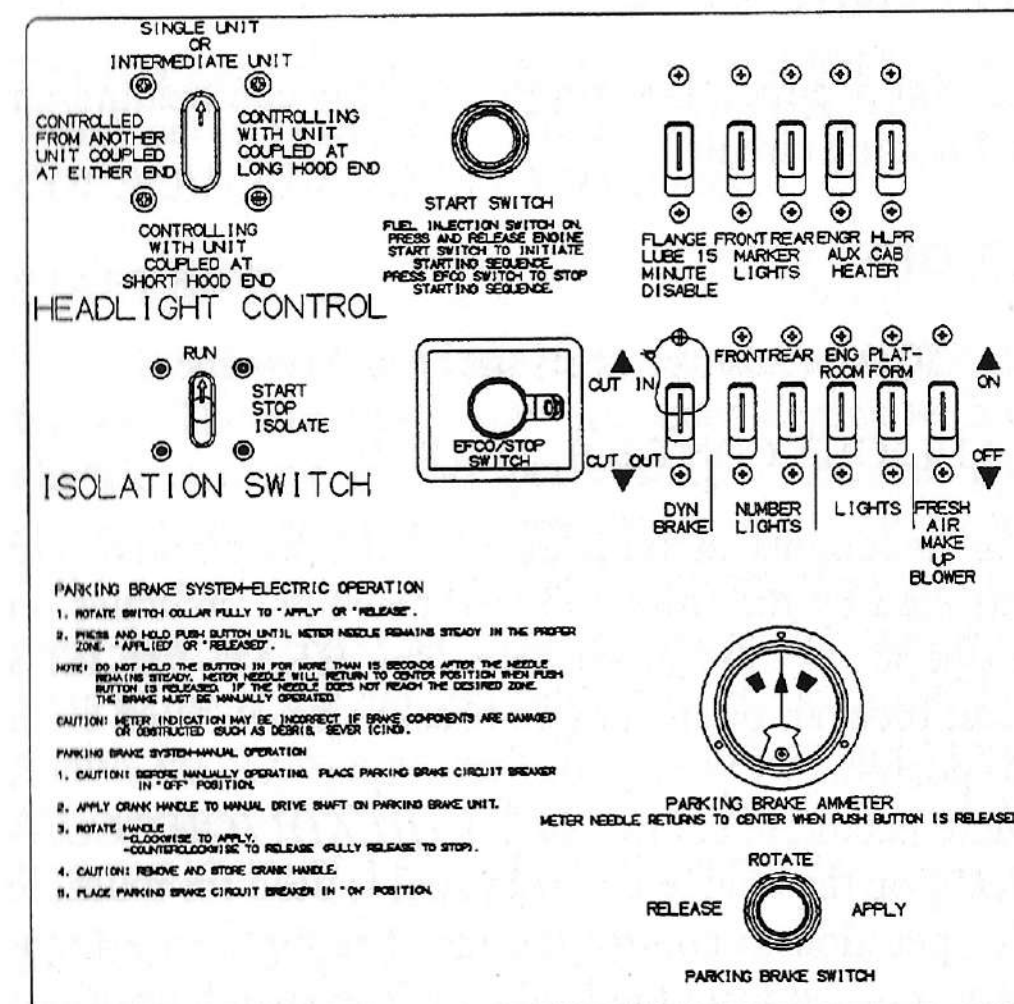 SINGLE UNIT
OR
INTERMEDIATE UNIT
CONTROLLED
FROM ANOTHER
UNIT COUPLED
AT EITHER END
CONTROLLING
WITH UNIT
COUPLED AT
LONG HOOD END
CONTROLLING
WITH UNIT
COUPLED AT
SHORT HOOD END
HEADLIGHT CONTROL
START SWITCH
FUEL INJECTION SWITCH ON.
PRESS AND RELEASE ENGINE
START SWITCH TO INITIATE
STARTING SEQUENCE.
PRESS EFCO SWITCH TO STOP
STARTING SEQUENCE.
FLANGE
LUBE 15
MINUTE
DISABLE
FRONT REAR
MARKER
LIGHTS
ENGR HLPR
AUX CAB
HEATER
RUN
START
STOP
ISOLATE
ISOLATION SWITCH
EFCO/STOP
SWITCH
CUT IN
CUT OUT
DYN
BRAKE
FRONT REAR
NUMBER
LIGHTS
ENG PLAT-
ROOM FORM
LIGHTS
FRESH
AIR
MAKE
UP
BLOWER
ON
OFF
PARKING BRAKE SYSTEM-ELECTRIC OPERATION
1. ROTATE SWITCH COLLAR FULLY TO "APPLY" OR "RELEASE".
2. PRESS AND HOLD PUSH BUTTON UNTIL METER NEEDLE REMAINS STEADY IN THE PROPER
ZONE. "APPLIED" OR "RELEASED".
NOTE: DO NOT HOLD THE BUTTON IN FOR MORE THAN 15 SECONDS AFTER THE NEEDLE
REMAINS STEADY. METER NEEDLE WILL RETURN TO CENTER POSITION WHEN PUSH
BUTTON IS RELEASED. IF THE NEEDLE DOES NOT REACH THE DESIRED ZONE.
THE BRAKE MUST BE MANUALLY OPERATED.
CAUTION: METER INDICATION MAY BE INCORRECT IF BRAKE COMPONENTS ARE DAMAGED
OR OBSTRUCTED (SUCH AS DEBRIS, SEVER ICING).
PARKING BRAKE SYSTEM-MANUAL OPERATION
1. CAUTION: BEFORE MANUALLY OPERATING. PLACE PARKING BRAKE CIRCUIT BREAKER
IN "OFF" POSITION.
2. APPLY CRANK HANDLE TO MANUAL DRIVE SHAFT ON PARKING BRAKE UNIT.
3. ROTATE HANDLE
-CLOCKWISE TO APPLY.
-COUNTERCLOCKWISE TO RELEASE (FULLY RELEASE TO STOP).
4. CAUTION: REMOVE AND STORE CRANK HANDLE.
5. PLACE PARKING BRAKE CIRCUIT BREAKER IN "ON" POSITION.
PARKING BRAKE AMMETER
METER NEEDLE RETURNS TO CENTER WHEN PUSH BUTTON IS RELEASED
ROTATE
RELEASE
APPLY
PARKING BRAKE SWITCH